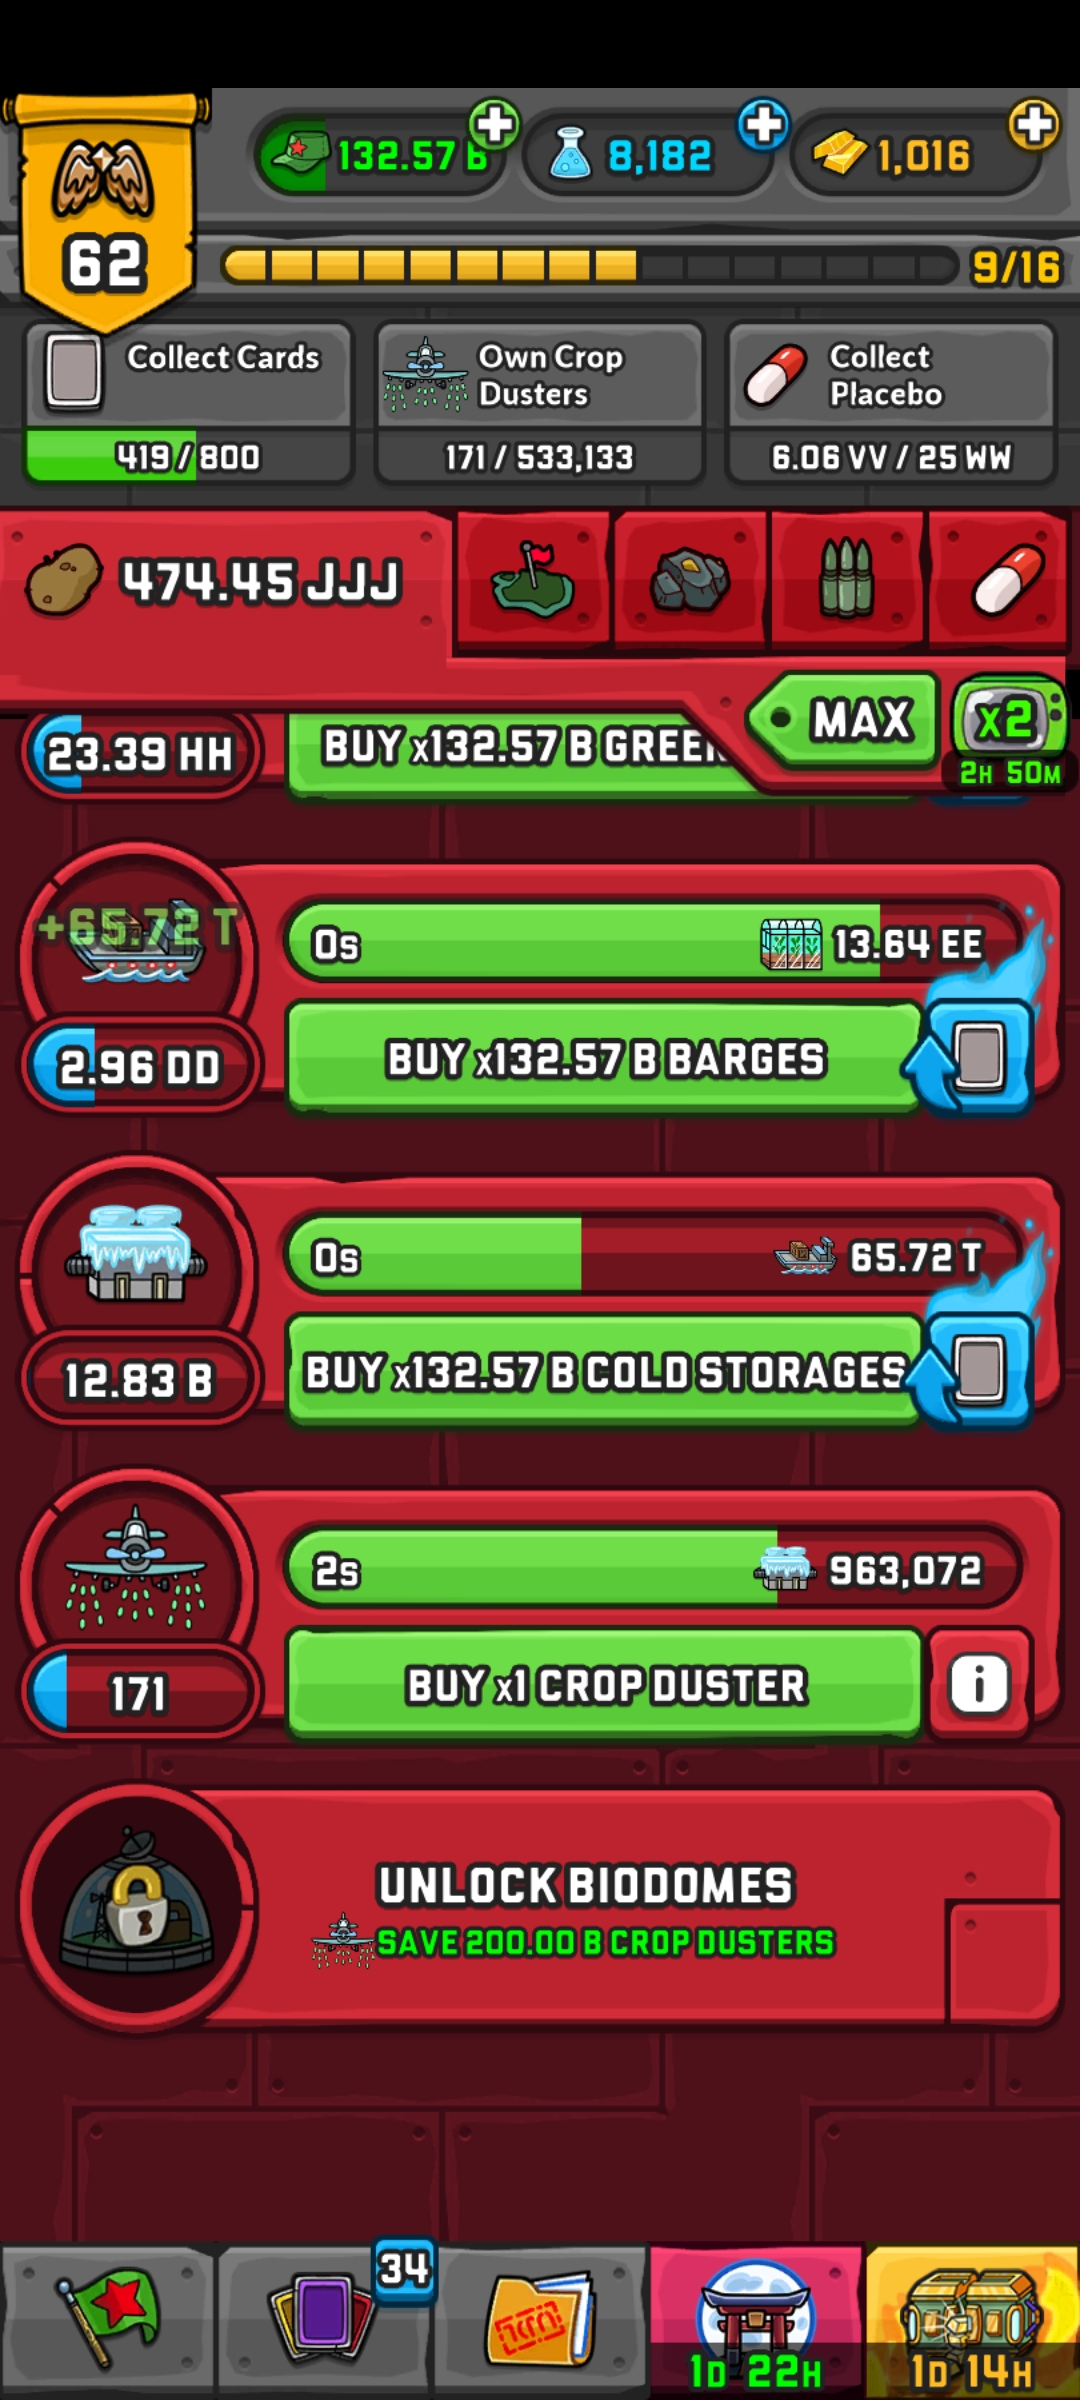 132.57 B
8,182
1,016
62
9/16
Collect Cards
419 / 800
Own Crop
Dusters
171 / 533,133
Collect
Placebo
6.06 VV / 25 WW
474.45 JJJ
MAX
x2
2H 50M
23.39 HH
BUY x132.57 B
+65.72 T
0s
13.64 EE
2.96 DD
BUY x132.57 B BARGES
0s
65.72 T
12.83 B
BUY x132.57 B COLD STORAGES
2s
963,072
171
BUY x1 CROP DUSTER
i
UNLOCK BIODOMES
SAVE 200.00 B CROP DUSTERS
34
1D 22H
1D 14H